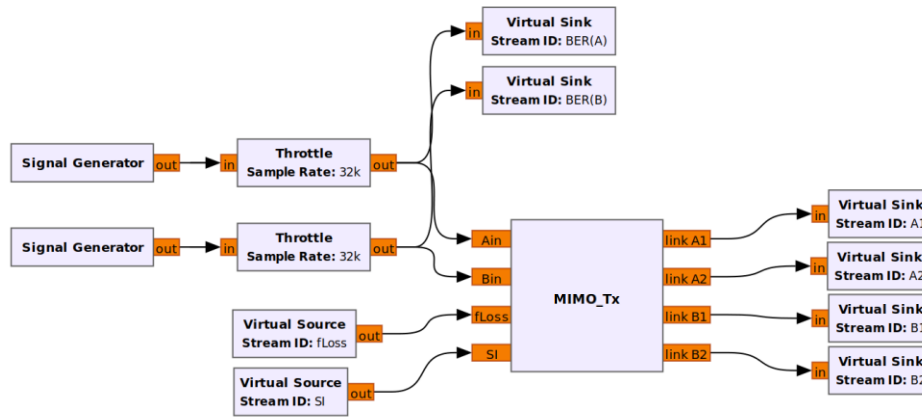 Virtual Sink
in
Stream ID: BER(A)
Virtual Sink
in
Stream ID: BER(B)
Signal Generator
out
in
Throttle
Sample Rate: 32k
out
Signal Generator
out
in
Throttle
Sample Rate: 32k
out
Ain
Bin
fLoss
SI
MIMO_Tx
link A1
link A2
link B1
link B2
Virtual Source
Stream ID: fLoss
out
Virtual Source
Stream ID: SI
out
in
Virtual Sink
Stream ID: A1
in
Virtual Sink
Stream ID: A2
in
Virtual Sink
Stream ID: B1
in
Virtual Sink
Stream ID: B2